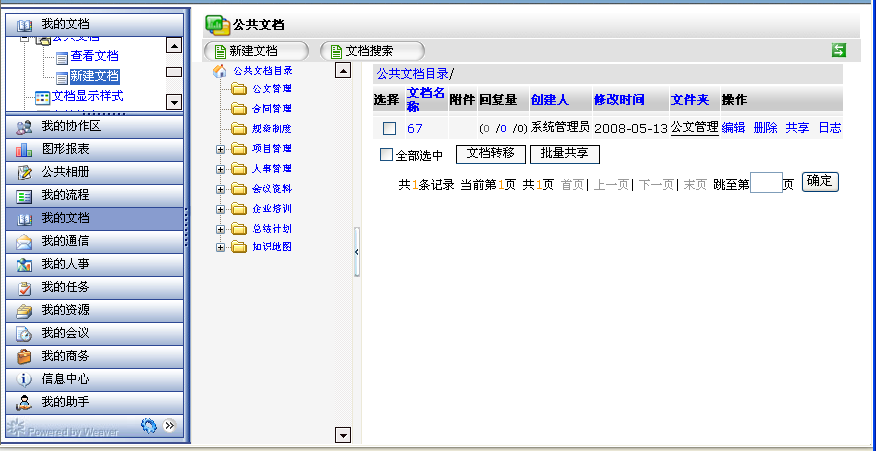 我的文档
公共文档
查看文档
新建文档
文档显示样式
我的协作区
图形报表
公共相册
我的流程
我的文档
我的通信
我的人事
我的任务
我的资源
我的会议
我的商务
信息中心
我的助手
Powered by Weaver
公共文档
新建文档 文档搜索
公共文档目录
公文管理
合同管理
规章制度
项目管理
人事管理
会议资料
企业培训
总结计划
知识地图
公共文档目录/
选择 文档名称 附件 回复量 创建人 修改时间 文件夹 操作
67 (0 /0 /0) 系统管理员 2008-05-13 公文管理 编辑 删除 共享 日志
全部选中 文档转移 批量共享
共1条记录 当前第1页 共1页 首页| 上一页| 下一页| 末页 跳至第 页 确定